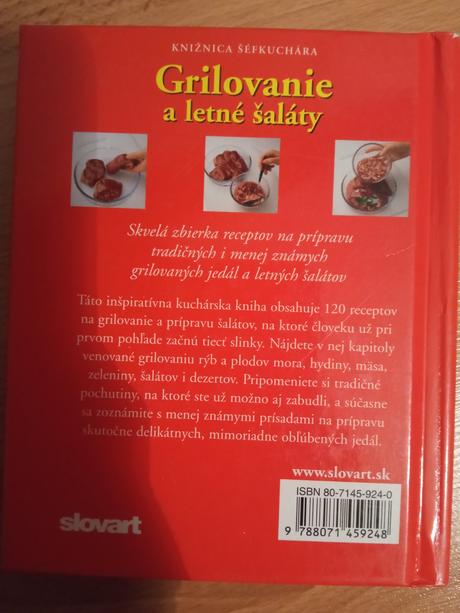 KNIŽNICA ŠÉFKUCHÁRA
Grilovanie
a letné šaláty
Skvelá zbierka receptov na prípravu
tradičných i menej známych
grilovaných jedál a letných šalátov
Táto inšpiratívna kuchárska kniha obsahuje 120 receptov
na grilovanie a prípravu šalátov, na ktoré človeku už pri
prvom pohľade začnú tiecť slinky. Nájdete v nej kapitoly
venované grilovaniu rýb a plodov mora, hydiny, mäsa,
zeleniny, šalátov i dezertov. Pripomeniete si tradičné
pochutiny, na ktoré ste už možno aj zabudli, a súčasne
sa zoznámite s menej známymi prísadami na prípravu
skutočne delikátnych, mimoriadne obľúbených jedál.
www.slovart.sk
ISBN 80-7145-924-0
9 788071 459248
slovart